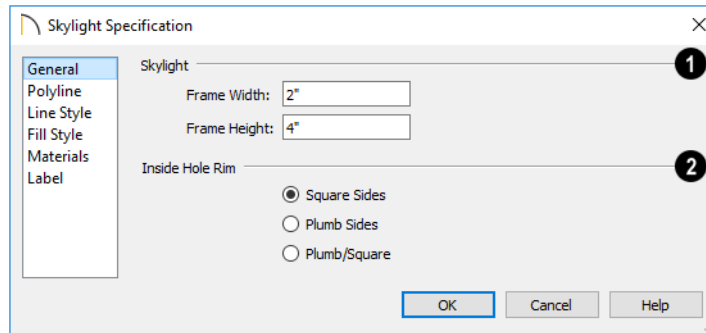 Skylight Specification
General
Polyline
Line Style
Fill Style
Materials
Label
Skylight
1
Frame Width: 2"
Frame Height: 4"
Inside Hole Rim
2
Square Sides
Plumb Sides
Plumb/Square
OK
Cancel
Help